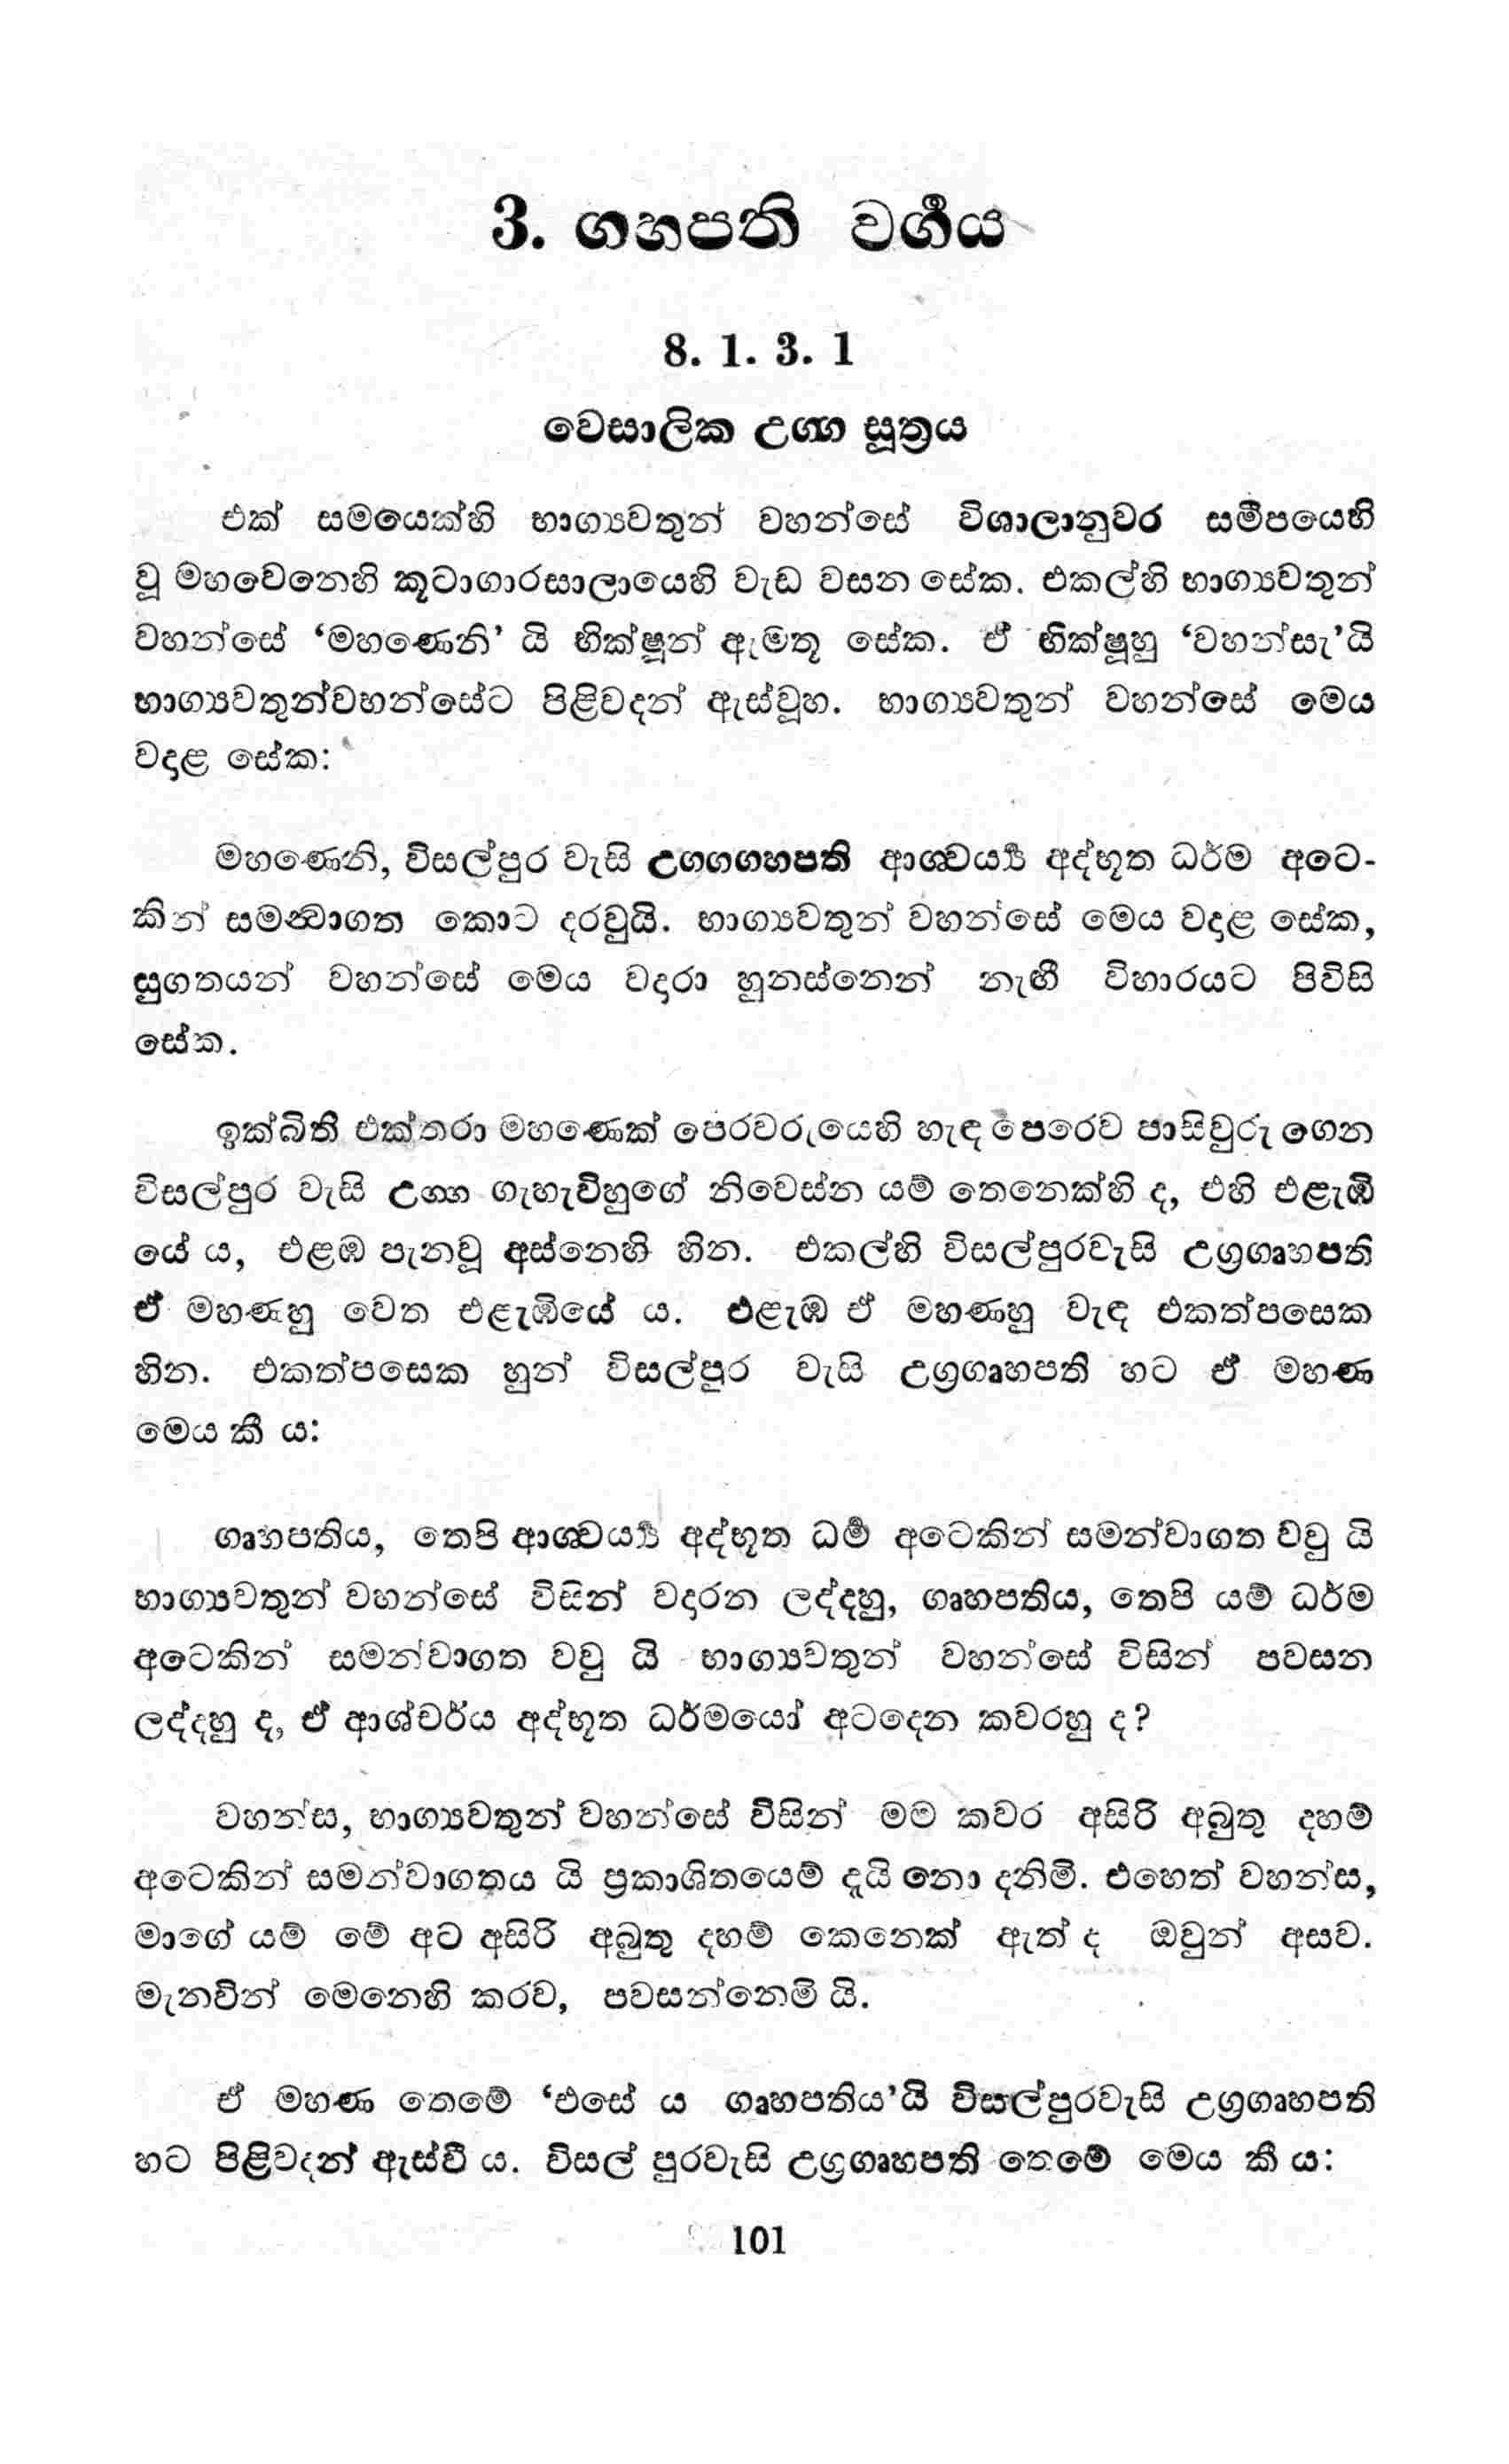 3. ගහපති වර්‍ගය
8. 1. 3. 1
වෙසාලික උග්‍ග සූත්‍රය
එක් සමයෙක්හි භාග්‍යවතුන් වහන්සේ විශාලානුවර සමීපයෙහි
වූ මහවෙනෙහි කූටාගාරසාලායෙහි වැඩ වසන සේක. එකල්හි භාග්‍යවතුන්
වහන්සේ ‘මහණෙනි’ යි භික්ෂූන් ඇමතූ සේක. ඒ භික්ෂූහු ‘වහන්සැ’යි
භාග්‍යවතුන්වහන්සේට පිළිවදන් ඇස්වූහ. භාග්‍යවතුන් වහන්සේ මෙය
වදාළ සේක:
මහණෙනි, විසල්පුර වැසි උගගගහපති ආශ්‍චර්‍ය්‍ය අද්භූත ධර්ම අටෙ-
කින් සමන්‍වාගත කොට දරවුයි. භාග්‍යවතුන් වහන්සේ මෙය වදාළ සේක,
සුගතයන් වහන්සේ මෙය වදාරා හුනස්නෙන් නැඟී විහාරයට පිවිසි
සේක.
ඉක්බිති එක්තරා මහණෙක් පෙරවරුයෙහි හැඳ පෙරෙව පාසිවුරු ගෙන
විසල්පුර වැසි උග්‍ග ගැහැවිහුගේ නිවෙස්න යම් තෙනෙක්හි ද, එහි එළැඹි
යේ ය, එළඹ පැනවූ අස්නෙහි හින. එකල්හි විසල්පුරවැසි උග්‍රගෘහපති
ඒ මහණහු වෙත එළැඹියේ ය. එළැඹ ඒ මහණහු වැඳ එකත්පසෙක
හින. එකත්පසෙක හුන් විසල්පුර වැසි උග්‍රගෘහපති හට ඒ මහණ
මෙය කී ය:
ගෘහපතිය, තෙපි ආශ්‍චර්‍ය්‍ය අද්භූත ධර්‍ම අටෙකින් සමන්වාගත වවු යි
භාග්‍යවතුන් වහන්සේ විසින් වදාරන ලද්දහු, ගෘහපතිය, තෙපි යම් ධර්ම
අටෙකින් සමන්වාගත වවු යි භාග්‍යවතුන් වහන්සේ විසින් පවසන
ලද්දහු ද, ඒ ආශ්චර්ය අද්භූත ධර්මයෝ අටදෙන කවරහු ද?
වහන්ස, භාග්‍යවතුන් වහන්සේ විසින් මම කවර අසිරි අබුතු දහම්
අටෙකින් සමන්වාගතය යි ප්‍රකාශිතයෙම් දැයි නො දනිමි. එහෙත් වහන්ස,
මාගේ යම් මේ අට අසිරි අබුතු දහම් කෙනෙක් ඇත් ද ඔවුන් අසව.
මැනවින් මෙනෙහි කරව, පවසන්නෙමි යි.
ඒ මහණ තෙමේ ‘එසේ ය ගෘහපතිය’යි විසල්පුරවැසි උග්‍රගෘහපති
හට පිළිවදන් ඇස්වී ය. විසල් පුරවැසි උග්‍රගෘහපති තෙමේ මෙය කී ය:
101